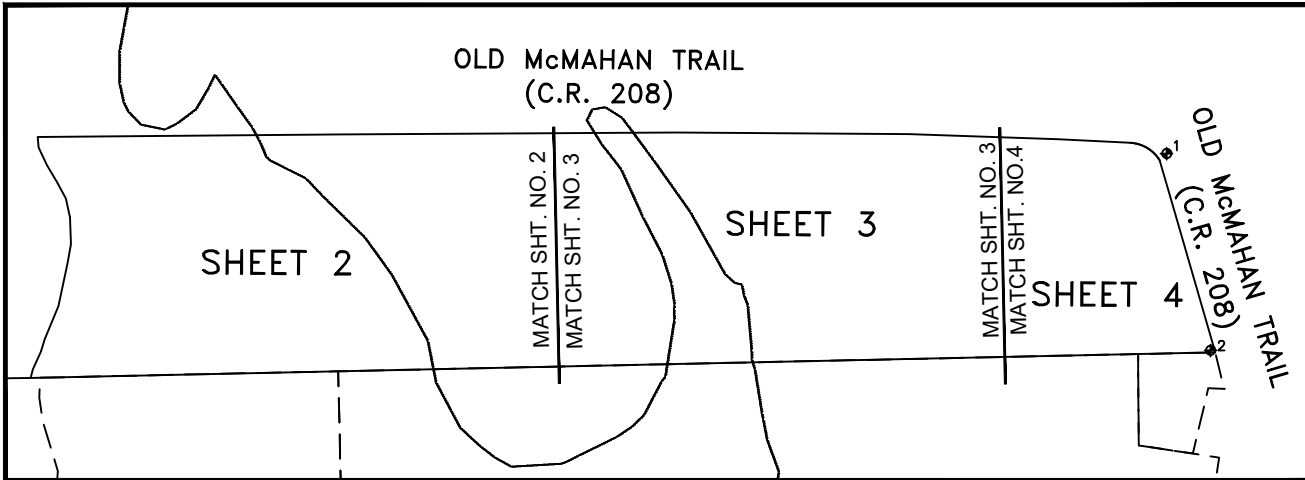 OLD McMAHAN TRAIL
(C.R. 208)
SHEET 2
MATCH SHT. NO. 2
MATCH SHT. NO. 3
SHEET 3
MATCH SHT. NO. 3
MATCH SHT. NO.4
SHEET 4
1
OLD McMAHAN TRAIL
(C.R. 208)
2